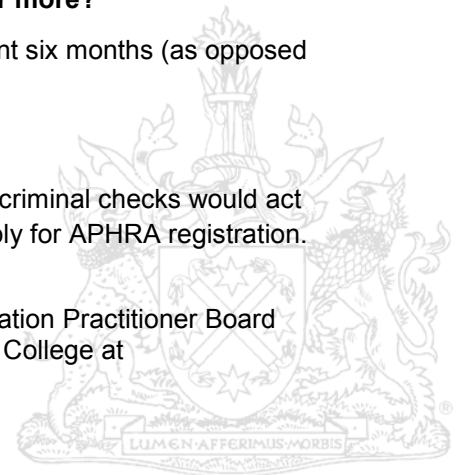 r more?
nt six months (as opposed
criminal checks would act
ply for APHRA registration.
ation Practitioner Board
College at
LUMEN·AFFERIMUS·MORBIS
®